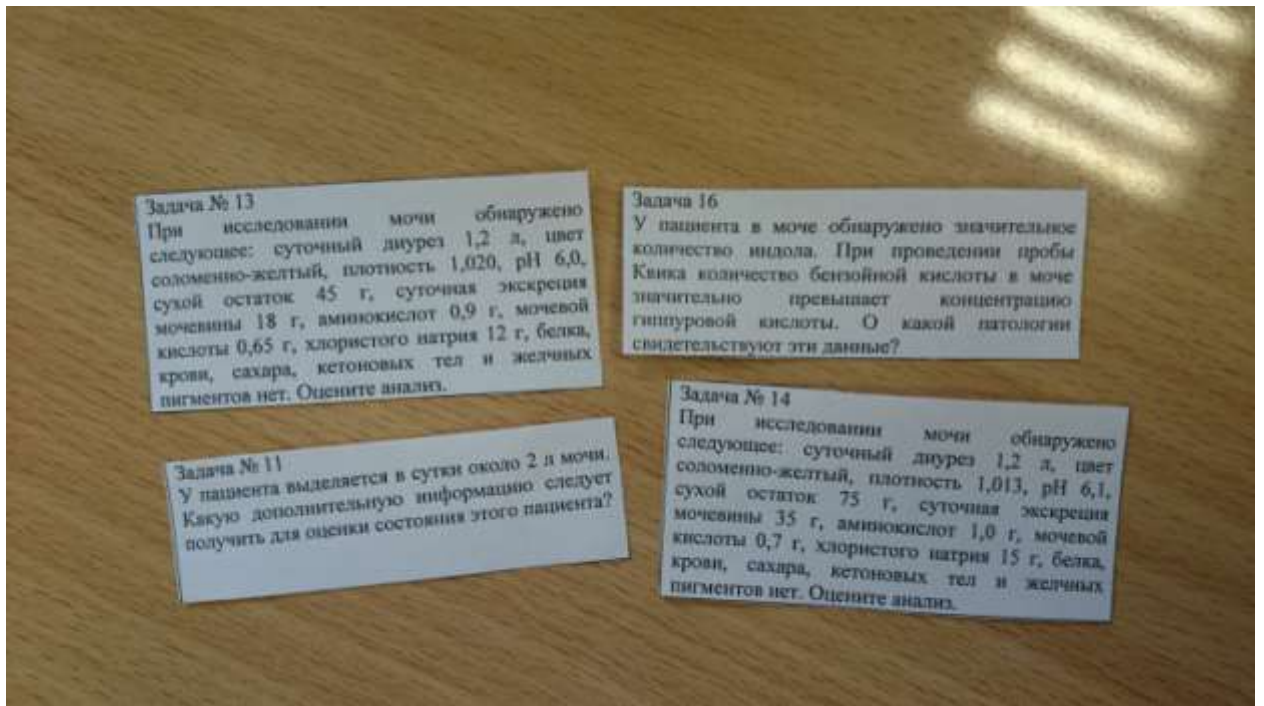 Задача № 13
При исследовании мочи обнаружено
следующее: суточный диурез 1,2 л, цвет
соломенно-желтый, плотность 1,020, рН 6,0,
сухой остаток 45 г, суточная экскреция
мочевины 18 г, аминокислот 0,9 г, мочевой
кислоты 0,65 г, хлористого натрия 12 г, белка,
крови, сахара, кетоновых тел и желчных
пигментов нет. Оцените анализ.
Задача 16
У пациента в моче обнаружено значительное
количество индола. При проведении пробы
Квика количество бензойной кислоты в моче
значительно превышает концентрацию
гиппуровой кислоты. О какой патологии
свидетельствуют эти данные?
Задача № 11
У пациента выделяется в сутки около 2 л мочи.
Какую дополнительную информацию следует
получить для оценки состояния этого пациента?
Задача № 14
При исследовании мочи обнаружено
следующее: суточный диурез 1,2 л, цвет
соломенно-желтый, плотность 1,013, рН 6,1,
сухой остаток 75 г, суточная экскреция
мочевины 35 г, аминокислот 1,0 г, мочевой
кислоты 0,7 г, хлористого натрия 15 г, белка,
крови, сахара, кетоновых тел и желчных
пигментов нет. Оцените анализ.